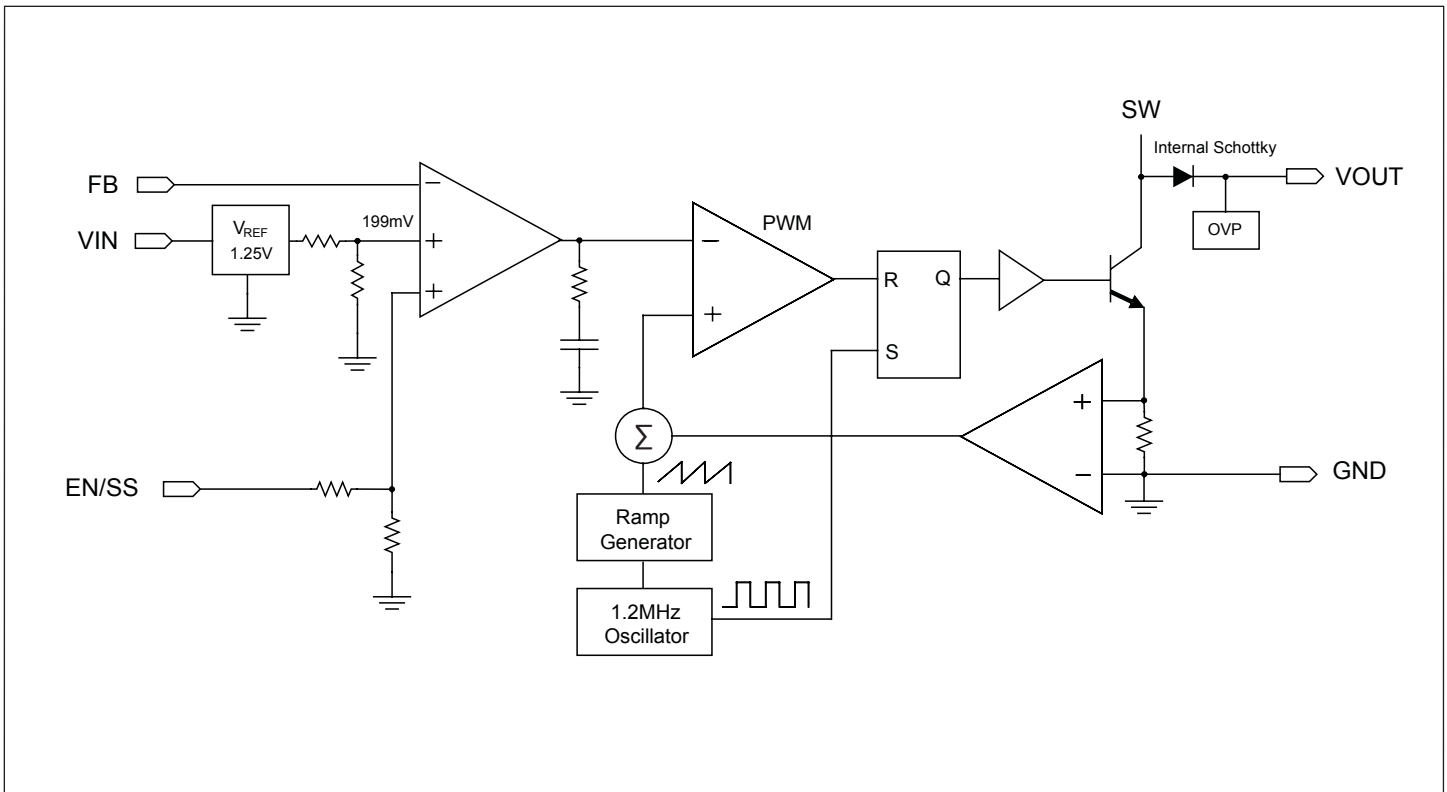 SW
Internal Schottky
FB
VOUT
199mV
PWM
VIN
VREF
1.25V
OVP
−
+
+
−
+
R
Q
S
+
−
Σ
EN/SS
GND
Ramp
Generator
1.2MHz
Oscillator